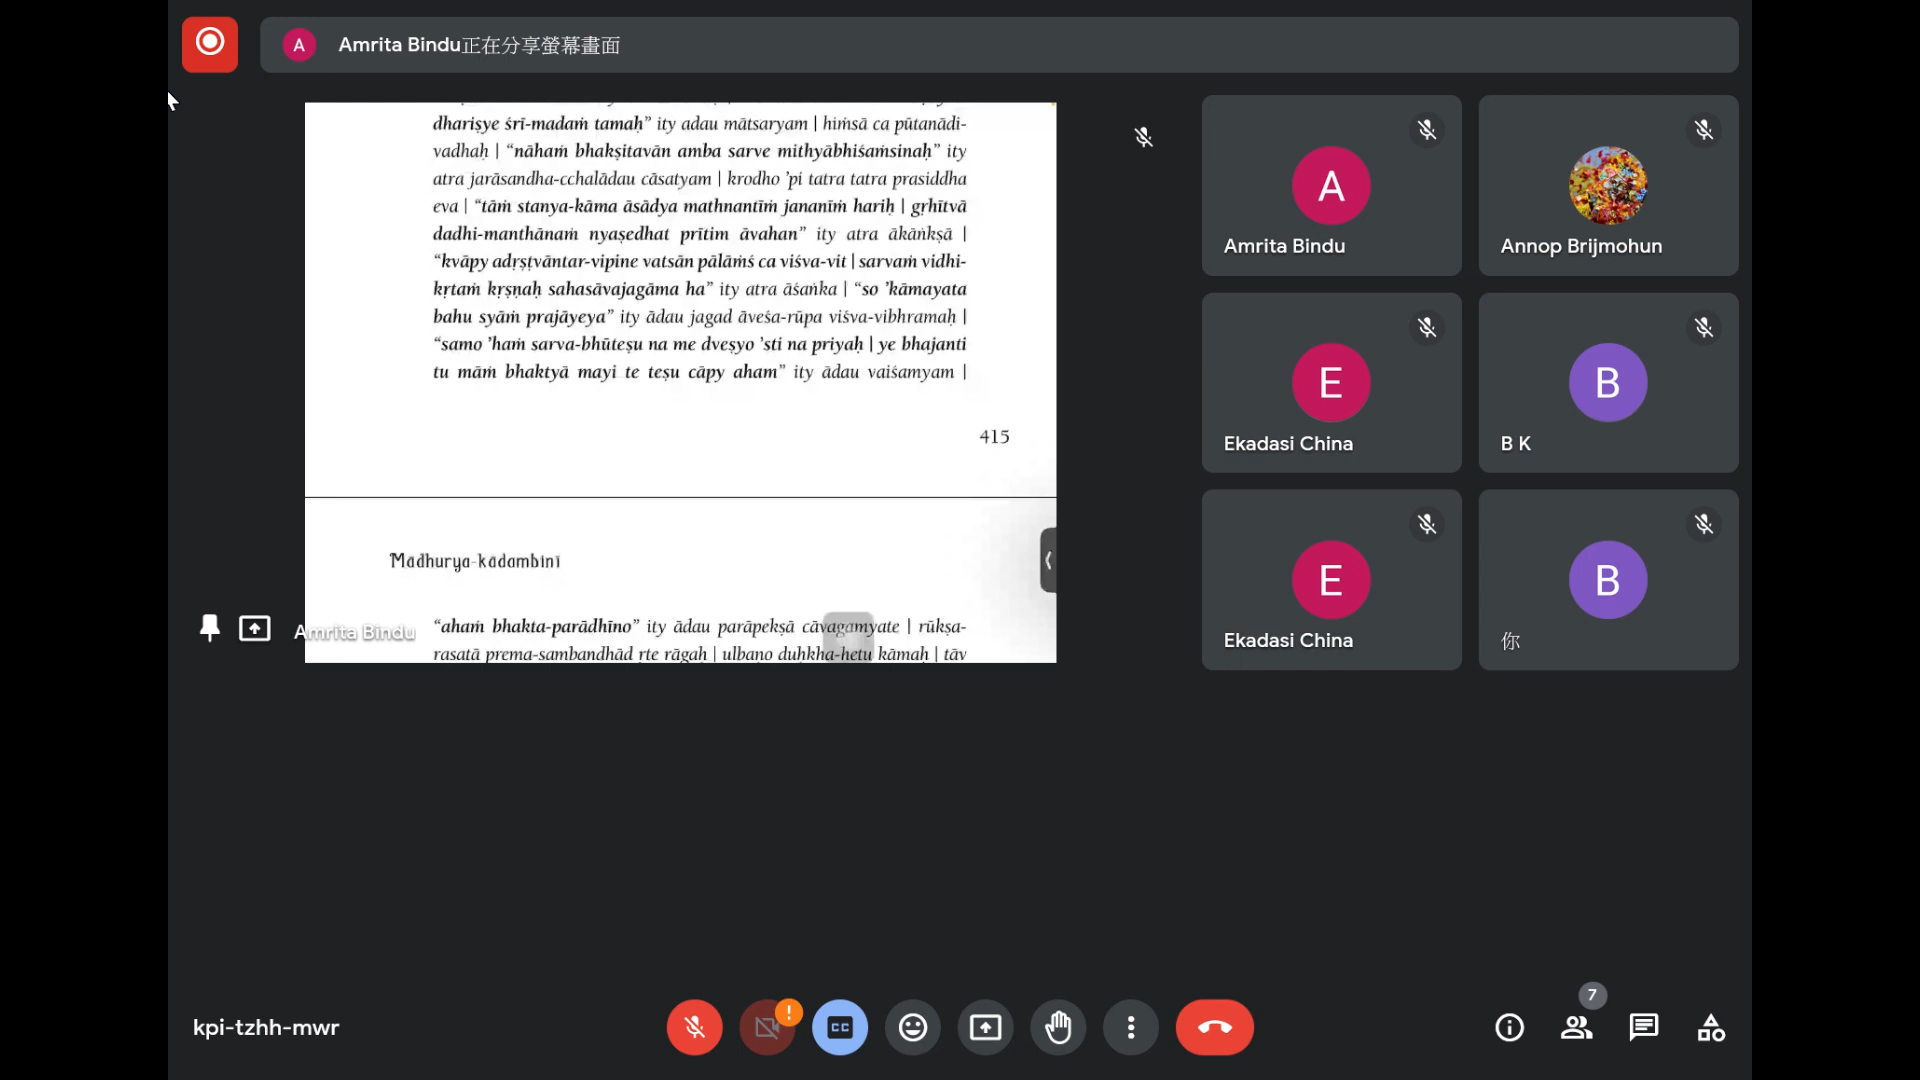 A Amrita Bindu正在分享螢幕畫面
dhariṣye śrī-madaṁ tamaḥ” ity adau mātsaryam | hiṁsā ca pūtanādi-
vadhaḥ | “nāhaṁ bhakṣitavān amba sarve mithyābhiśaṁsinaḥ” ity
atra jarāsandha-cchalādau cāsatyam | krodho ’pi tatra tatra prasiddha
eva | “tāṁ stanya-kāma āsādya mathnantīṁ jananīṁ hariḥ | gṛhītvā
dadhi-manthānaṁ nyaṣedhat prītim āvahan” ity atra ākāṅkṣā |
“kvāpy adṛṣṭvāntar-vipine vatsān pālāṁś ca viśva-vit | sarvaṁ vidhi-
kṛtaṁ kṛṣṇaḥ sahasāvajagāma ha” ity atra āśaṅka | “so ’kāmayata
bahu syāṁ prajāyeya” ity ādau jagad āveśa-rūpa viśva-vibhramaḥ |
“samo ’haṁ sarva-bhūteṣu na me dveṣyo ’sti na priyaḥ | ye bhajanti
tu māṁ bhaktyā mayi te teṣu cāpy aham” ity ādau vaiśamyam |
415
Mādhurya-kādambinī
“ahaṁ bhakta-parādhīno” ity ādau parāpekṣā cāvagamyate | rūkṣa-
rasatā prema-sambandhād ṛte rāgaḥ | ulbano duḥkha-hetu kāmaḥ | tāv
Amrita Bindu
A
Amrita Bindu
Annop Brijmohun
E
Ekadasi China
B
B K
E
Ekadasi China
B
你
kpi-tzhh-mwr
!
CC
7